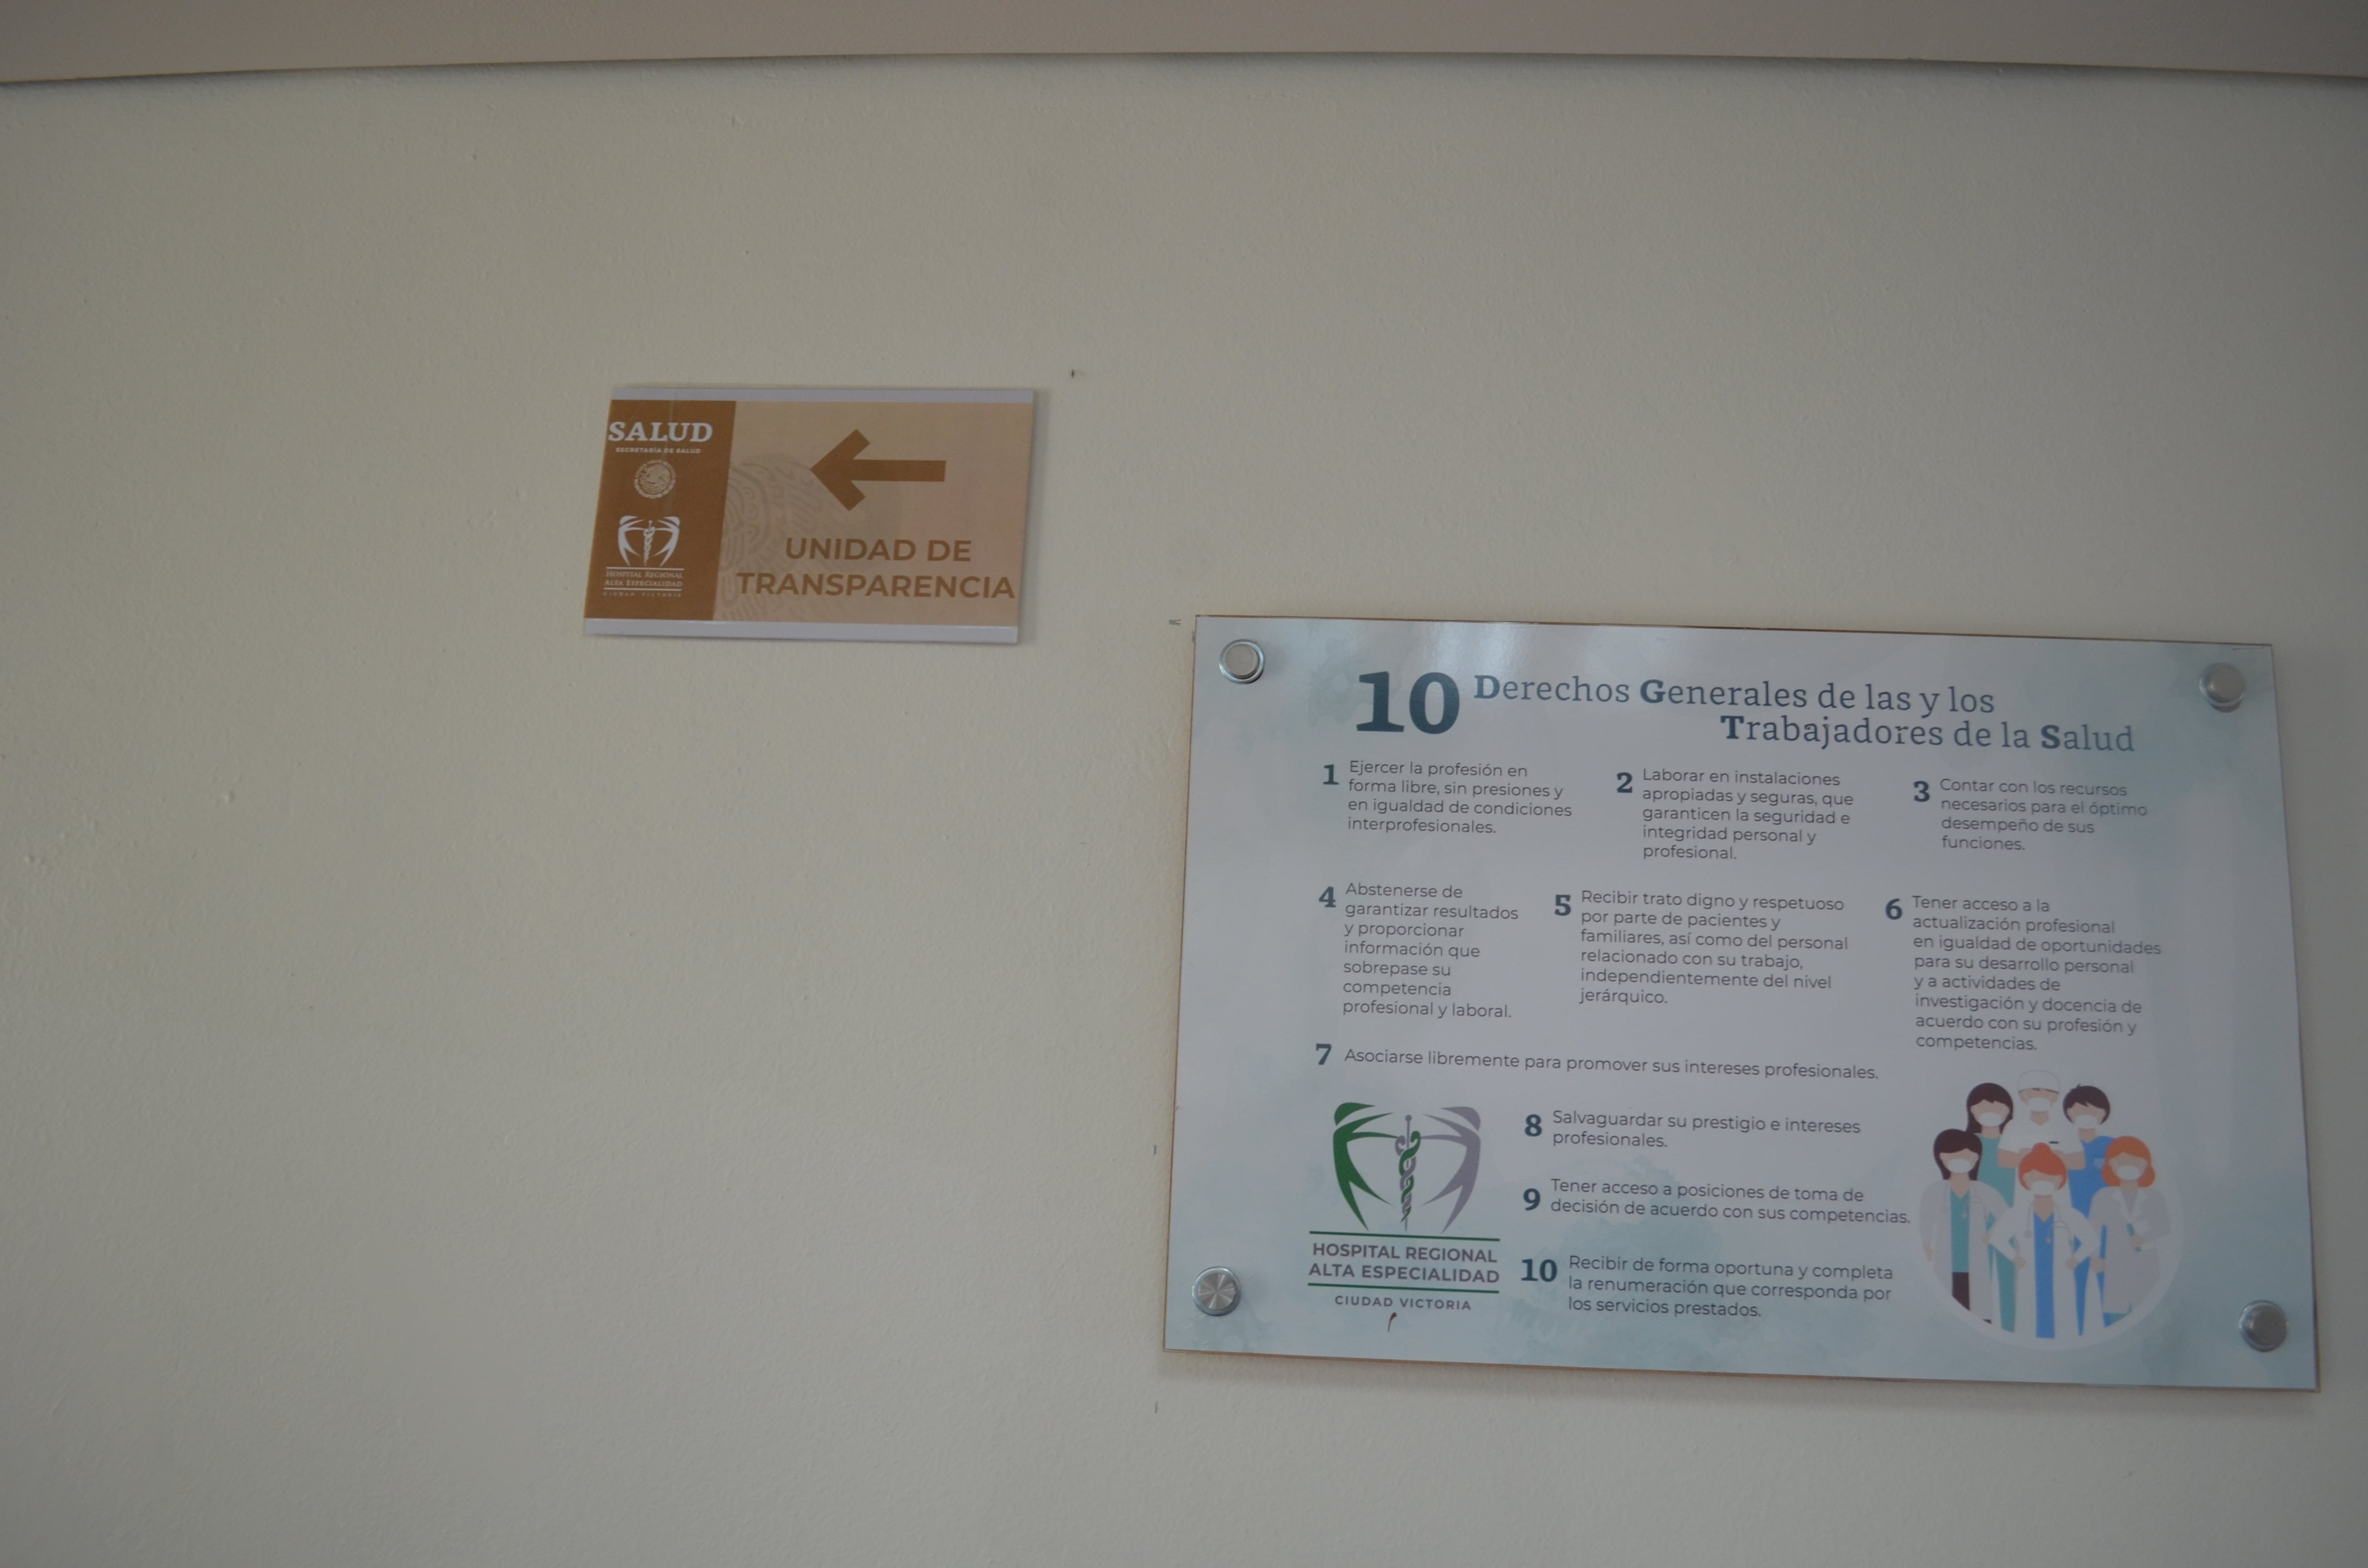 SALUD
SECRETARÍA DE SALUD
HOSPITAL REGIONAL
ALTA ESPECIALIDAD
CIUDAD VICTORIA
UNIDAD DE
TRANSPARENCIA
10 Derechos Generales de las y los
Trabajadores de la Salud
1 Ejercer la profesión en
forma libre, sin presiones y
en igualdad de condiciones
interprofesionales.
2 Laborar en instalaciones
apropiadas y seguras, que
garanticen la seguridad e
integridad personal y
profesional.
3 Contar con los recursos
necesarios para el óptimo
desempeño de sus
funciones.
4 Abstenerse de
garantizar resultados
y proporcionar
información que
sobrepase su
competencia
profesional y laboral.
5 Recibir trato digno y respetuoso
por parte de pacientes y
familiares, así como del personal
relacionado con su trabajo,
independientemente del nivel
jerárquico.
6 Tener acceso a la
actualización profesional
en igualdad de oportunidades
para su desarrollo personal
y a actividades de
investigación y docencia de
acuerdo con su profesión y
competencias.
7 Asociarse libremente para promover sus intereses profesionales.
8 Salvaguardar su prestigio e intereses
profesionales.
9 Tener acceso a posiciones de toma de
decisión de acuerdo con sus competencias.
10 Recibir de forma oportuna y completa
la renumeración que corresponda por
los servicios prestados.
HOSPITAL REGIONAL
ALTA ESPECIALIDAD
CIUDAD VICTORIA